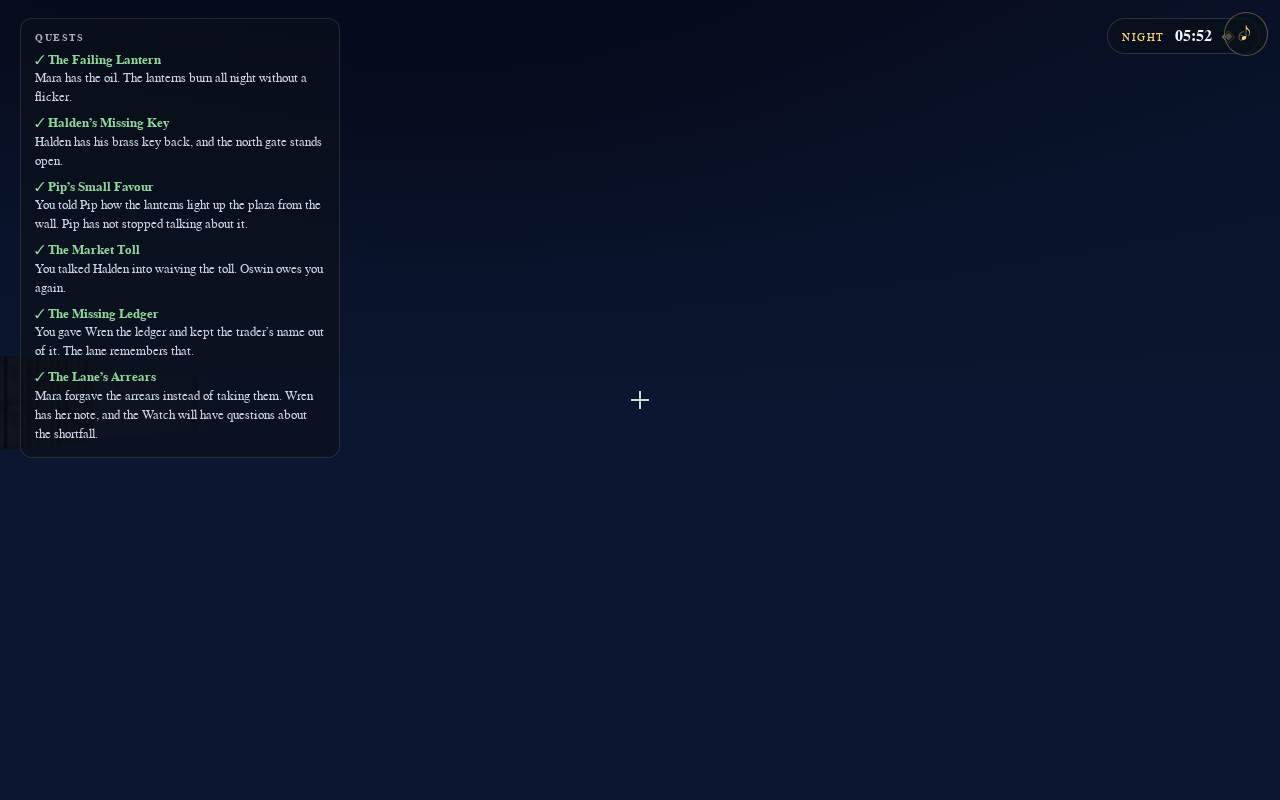 QUESTS
✓ The Failing Lantern
Mara has the oil. The lanterns burn all night without a
flicker.
✓ Halden’s Missing Key
Halden has his brass key back, and the north gate stands
open.
✓ Pip’s Small Favour
You told Pip how the lanterns light up the plaza from the
wall. Pip has not stopped talking about it.
✓ The Market Toll
You talked Halden into waiving the toll. Oswin owes you
again.
✓ The Missing Ledger
You gave Wren the ledger and kept the trader’s name out
of it. The lane remembers that.
✓ The Lane’s Arrears
Mara forgave the arrears instead of taking them. Wren
has her note, and the Watch will have questions about
the shortfall.
NIGHT 05:52